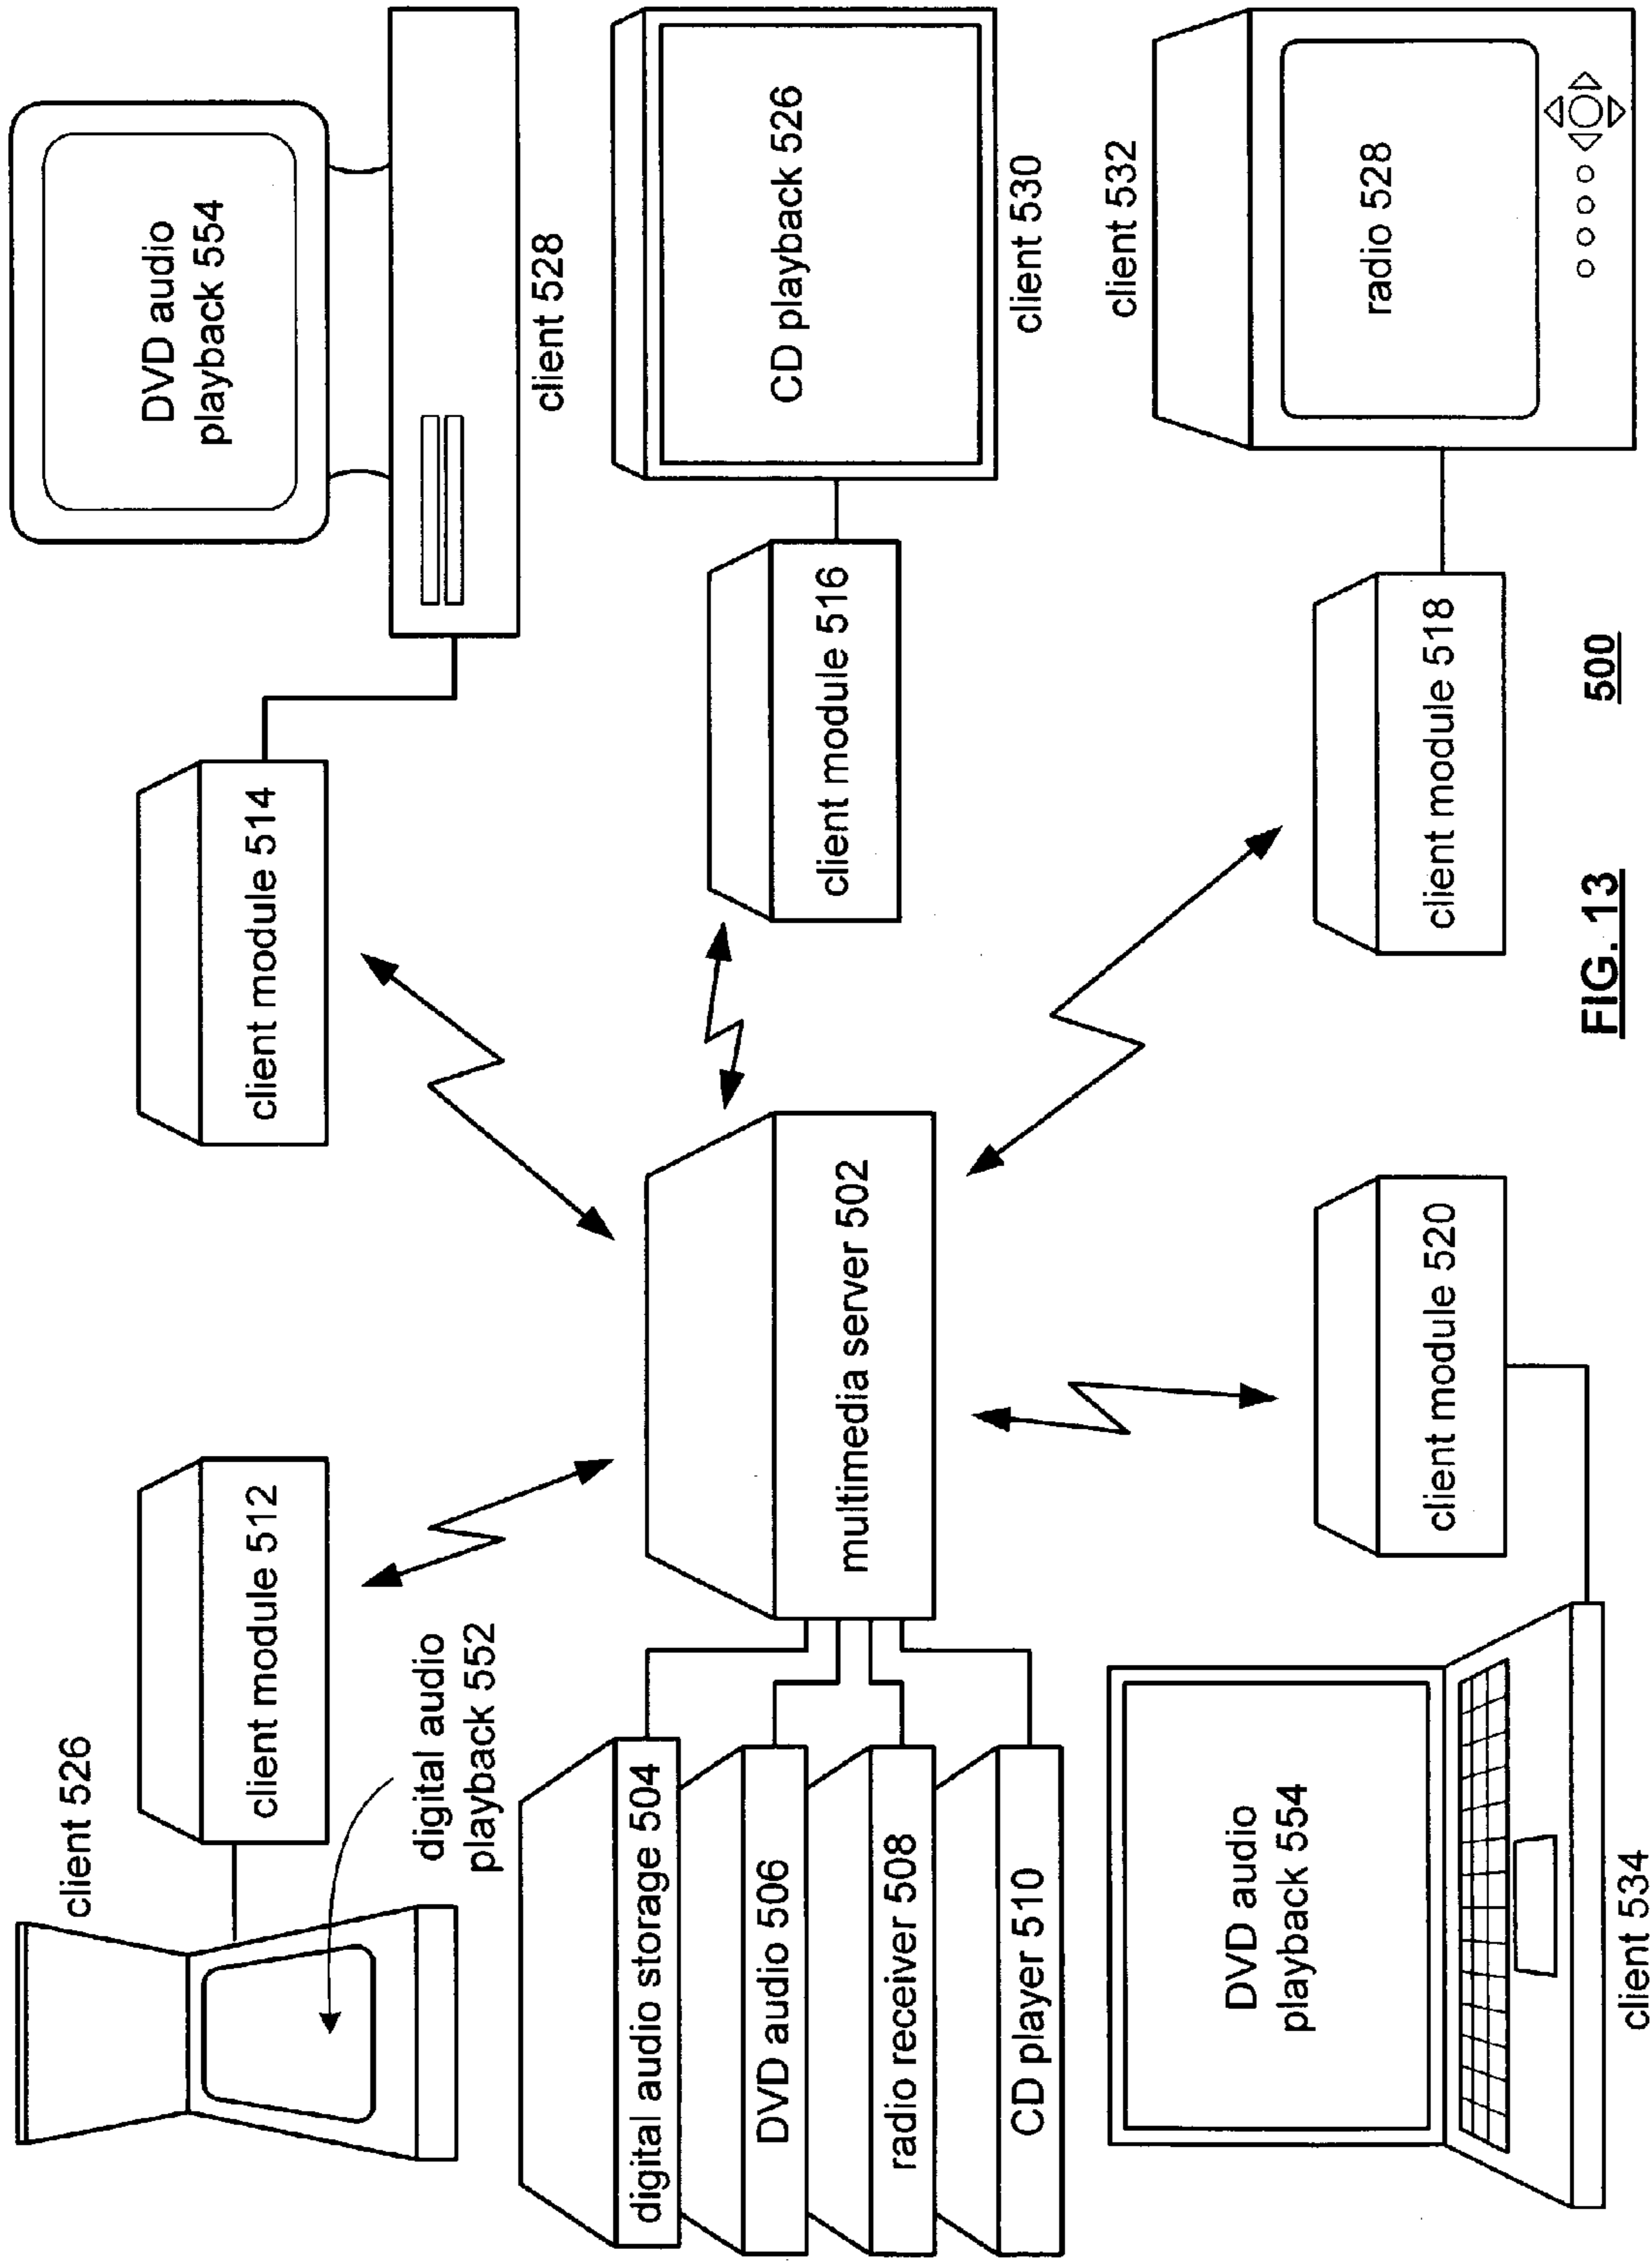 client 526
client module 512
digital audio
playback 552
client module 514
DVD audio
playback 554
client 528
digital audio storage 504
DVD audio 506
radio receiver 508
CD player 510
multimedia server 502
client module 516
CD playback 526
client 530
DVD audio
playback 554
client 534
client module 520
client module 518
client 532
radio 528
FIG. 13
500